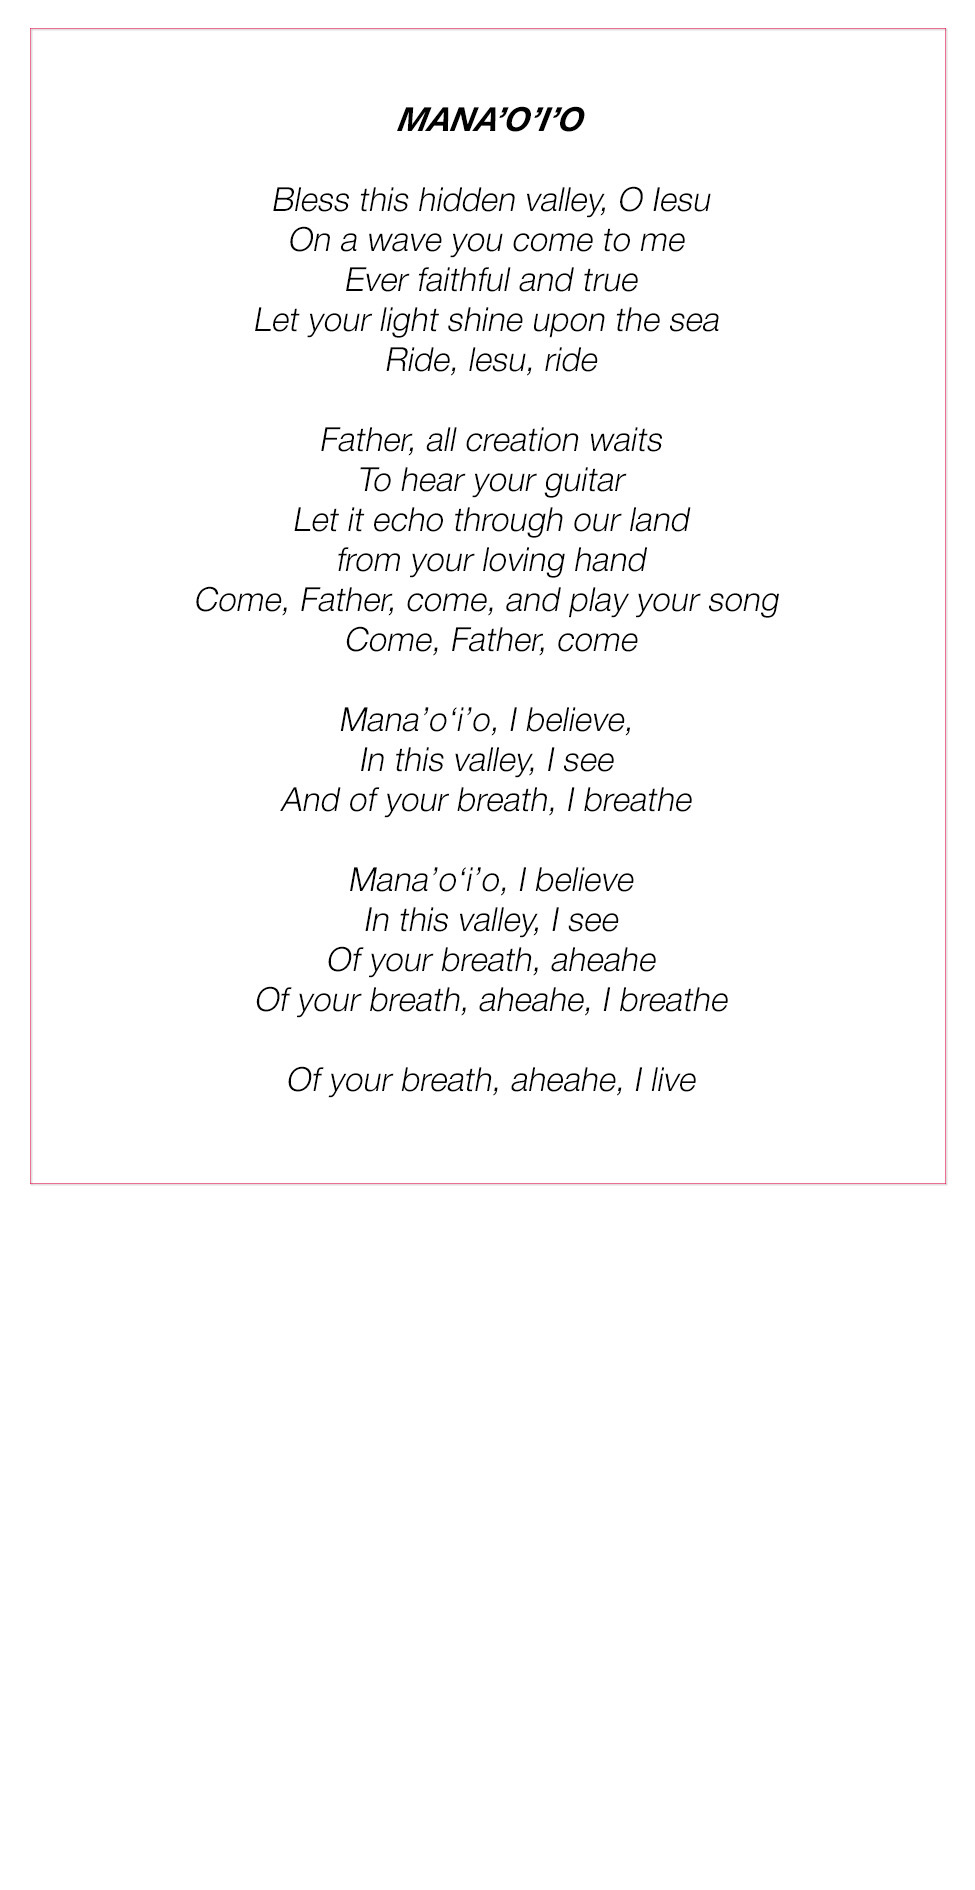 MANA’O’I’O
Bless this hidden valley, O Iesu
On a wave you come to me
Ever faithful and true
Let your light shine upon the sea
Ride, Iesu, ride
Father, all creation waits
To hear your guitar
Let it echo through our land
from your loving hand
Come, Father, come, and play your song
Come, Father, come
Mana’o‘i’o, I believe,
In this valley, I see
And of your breath, I breathe
Mana’o‘i’o, I believe
In this valley, I see
Of your breath, aheahe
Of your breath, aheahe, I breathe
Of your breath, aheahe, I live